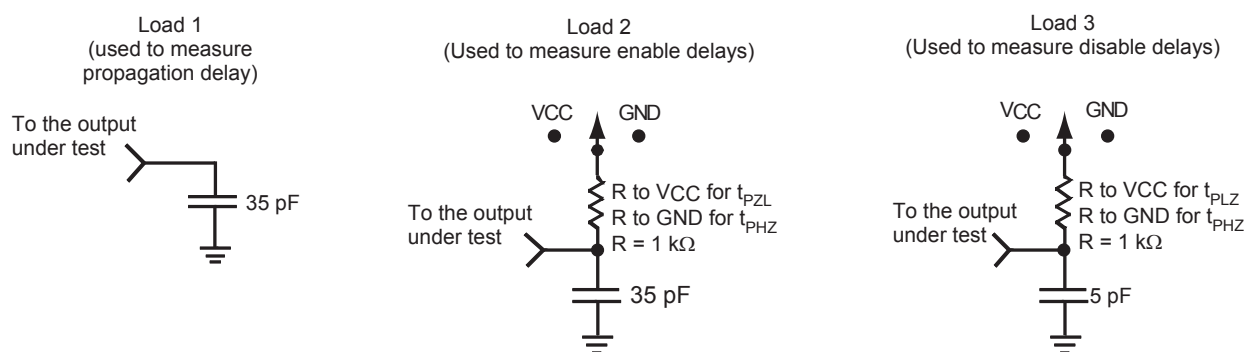 Load 1
(used to measure
propagation delay)
To the output
under test
35 pF
Load 2
(Used to measure enable delays)
VCC
GND
R to VCC for tPZL
R to GND for tPHZ
R = 1 kΩ
To the output
under test
35 pF
Load 3
(Used to measure disable delays)
VCC
GND
R to VCC for tPLZ
R to GND for tPHZ
R = 1 kΩ
To the output
under test
5 pF